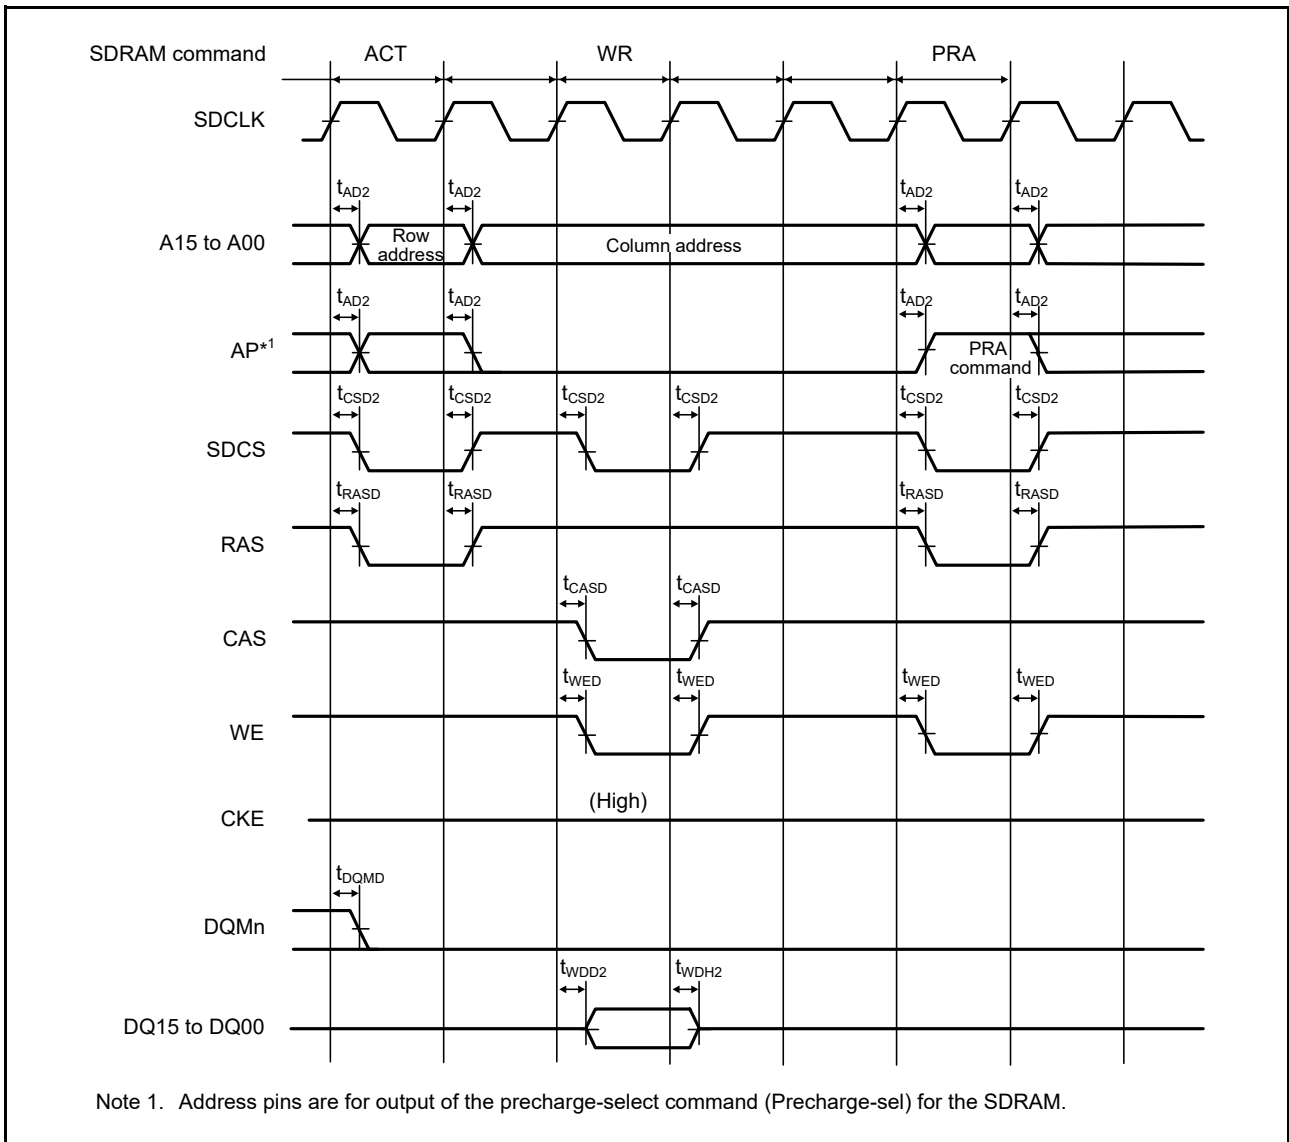 SDRAM command ACT WR PRA
SDCLK
tAD2 tAD2 tAD2 tAD2
A15 to A00 Row address Column address
tAD2 tAD2 tAD2 tAD2
AP*1 PRA command
tCSD2 tCSD2 tCSD2 tCSD2 tCSD2 tCSD2
SDCS
tRASD tRASD tRASD tRASD
RAS
tCASD tCASD
CAS
tWED tWED tWED tWED
WE
(High)
CKE
tDQMD
DQMn
tWDD2 tWDH2
DQ15 to DQ00
Note 1. Address pins are for output of the precharge-select command (Precharge-sel) for the SDRAM.